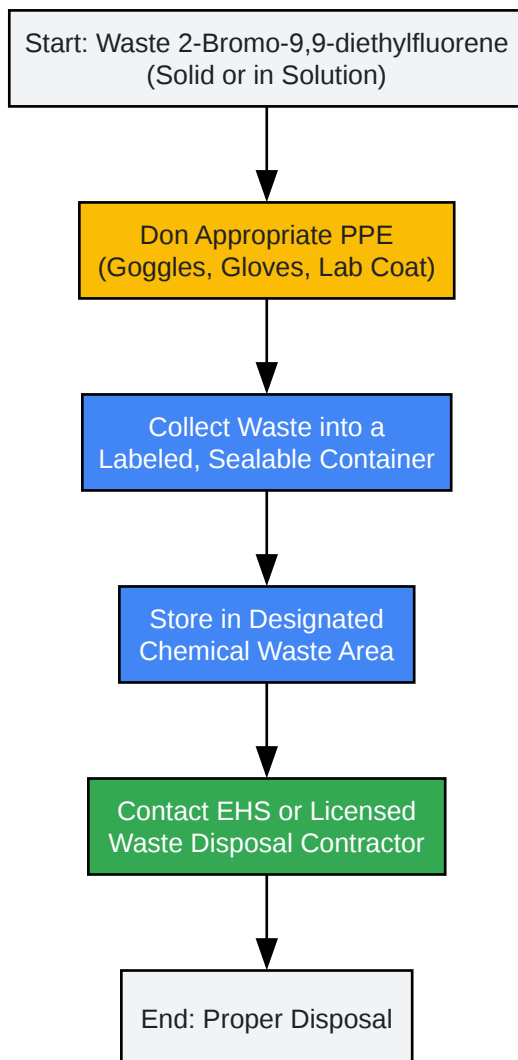 Start: Waste 2-Bromo-9,9-diethylfluorene
(Solid or in Solution)
Don Appropriate PPE
(Goggles, Gloves, Lab Coat)
Collect Waste into a
Labeled, Sealable Container
Store in Designated
Chemical Waste Area
Contact EHS or Licensed
Waste Disposal Contractor
End: Proper Disposal